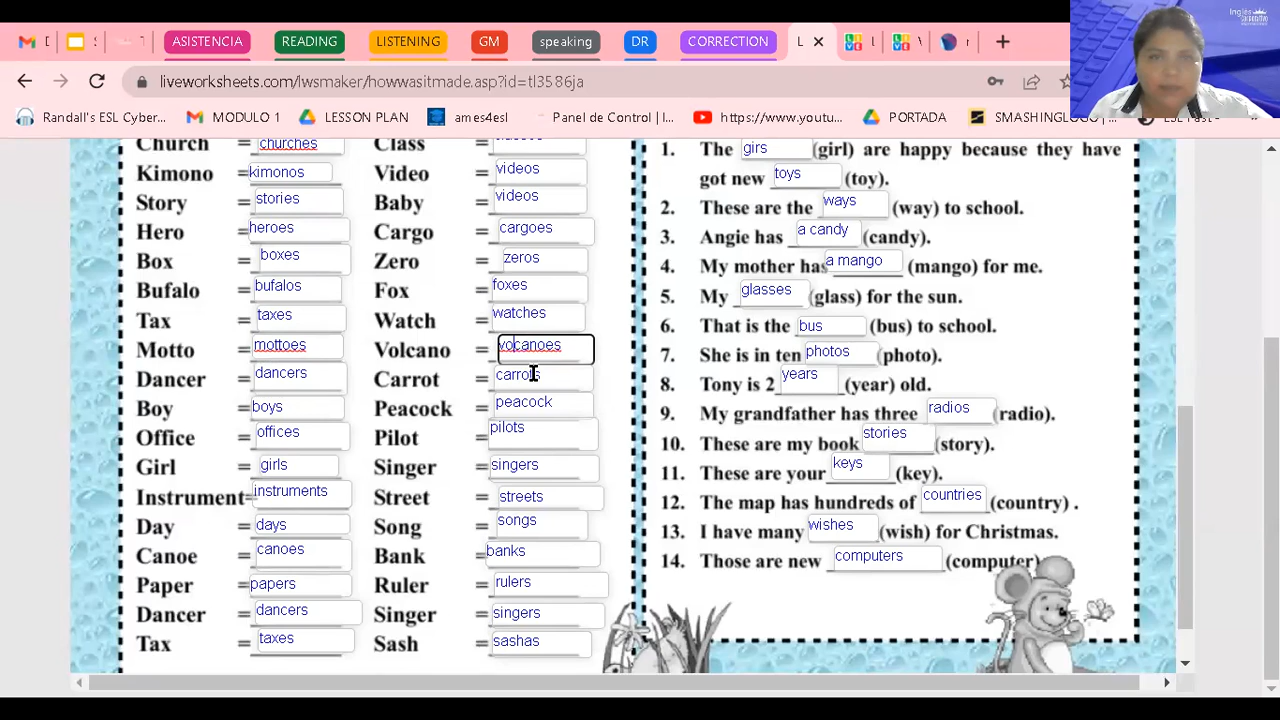 ASISTENCIA READING LISTENING GM speaking DR CORRECTION L
liveworksheets.com/lwsmaker/howwasitmade.asp?id=tl3586ja
Randall's ESL Cyber... MODULO 1 LESSON PLAN ames4esl Panel de Control | I... https://www.youtu... PORTADA
Church = churches Class
Kimono = kimonos Video = videos
Story = stories Baby = videos
Hero = heroes Cargo = cargoes
Box = boxes Zero = zeros
Bufalo = bufalos Fox = foxes
Tax = taxes Watch = watches
Motto = mottoes Volcano = volcanoes
Dancer = dancers Carrot = carrot
Boy = boys Peacock = peacock
Office = offices Pilot = pilots
Girl = girls Singer = singers
Instrument= instruments Street = streets
Day = days Song = songs
Canoe = canoes Bank = banks
Paper = papers Ruler = rulers
Dancer = dancers Singer = singers
Tax = taxes Sash = sashas
1. The girs (girl) are happy because they have
got new toys (toy).
2. These are the ways (way) to school.
3. Angie has a candy (candy).
4. My mother has a mango (mango) for me.
5. My glasses (glass) for the sun.
6. That is the bus (bus) to school.
7. She is in ten photos (photo).
8. Tony is 2 years (year) old.
9. My grandfather has three radios (radio).
10. These are my book stories (story).
11. These are your keys (key).
12. The map has hundreds of countries (country) .
13. I have many wishes (wish) for Christmas.
14. Those are new computers (computer)